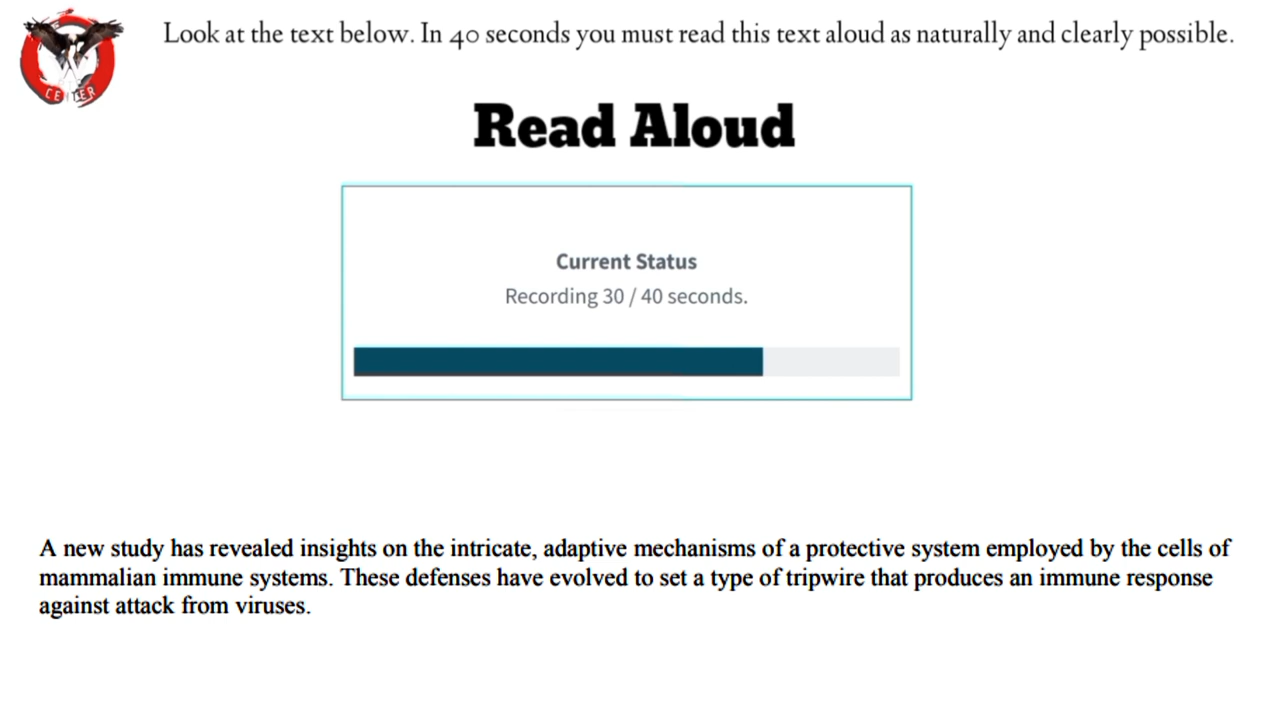 Look at the text below. In 40 seconds you must read this text aloud as naturally and clearly possible.
CENTER
Read Aloud
Current Status
Recording 30 / 40 seconds.
A new study has revealed insights on the intricate, adaptive mechanisms of a protective system employed by the cells of
mammalian immune systems. These defenses have evolved to set a type of tripwire that produces an immune response
against attack from viruses.